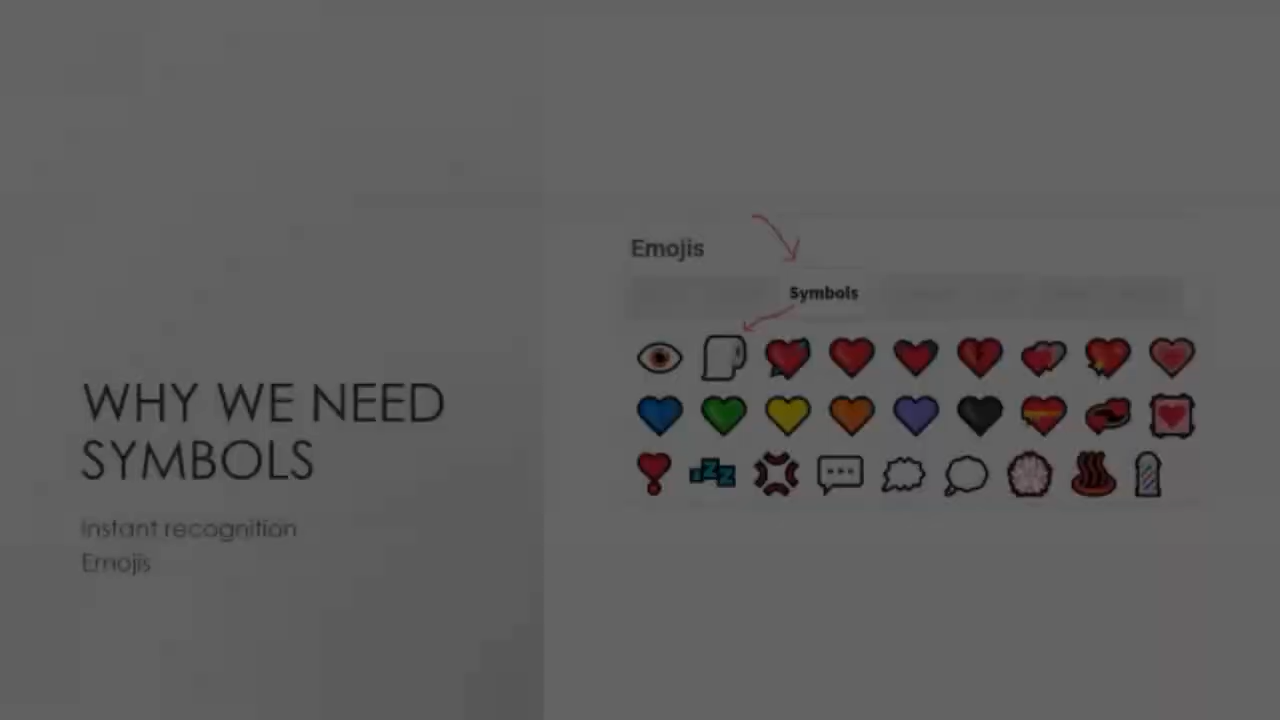 WHY WE NEED
SYMBOLS
Instant recognition
Emojis
Emojis
Symbols